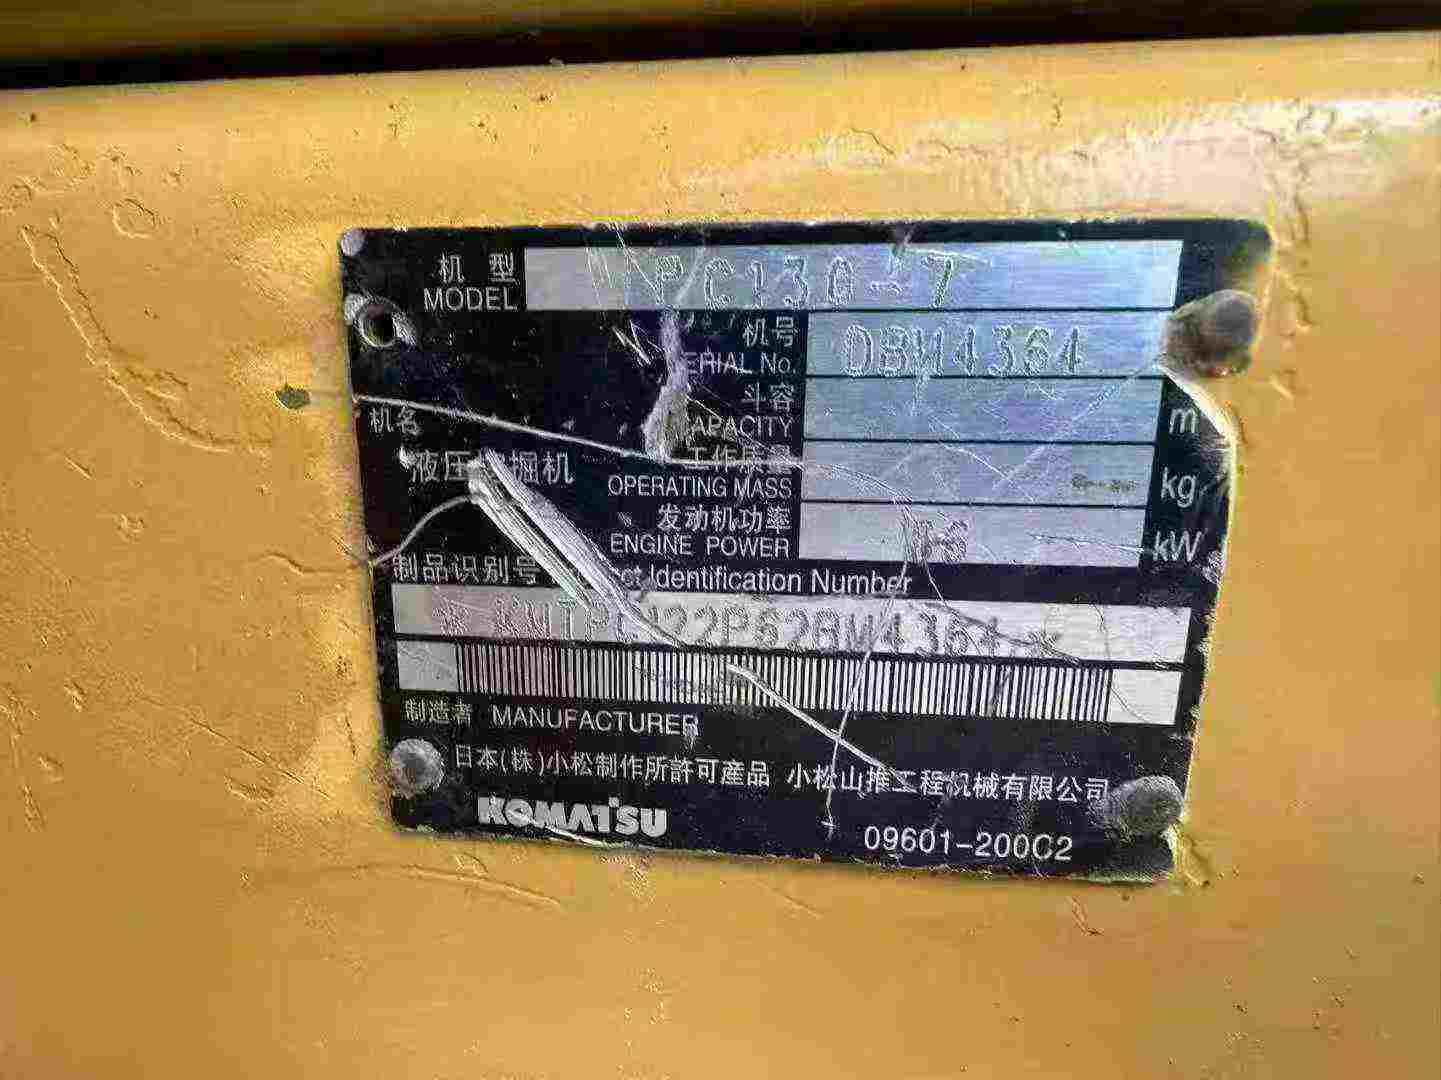 机 型
MODEL PC130-7
机号
SERIAL No. DBM4364
斗容
CAPACITY m
机名
工作质量
OPERATING MASS kg
液压挖掘机
发动机功率
ENGINE POWER kW
制品识别号 Identification Number
制造者 MANUFACTURER
日本(株)小松制作所許可産品 小松山推工程机械有限公司
KOMATSU
09601-200C2